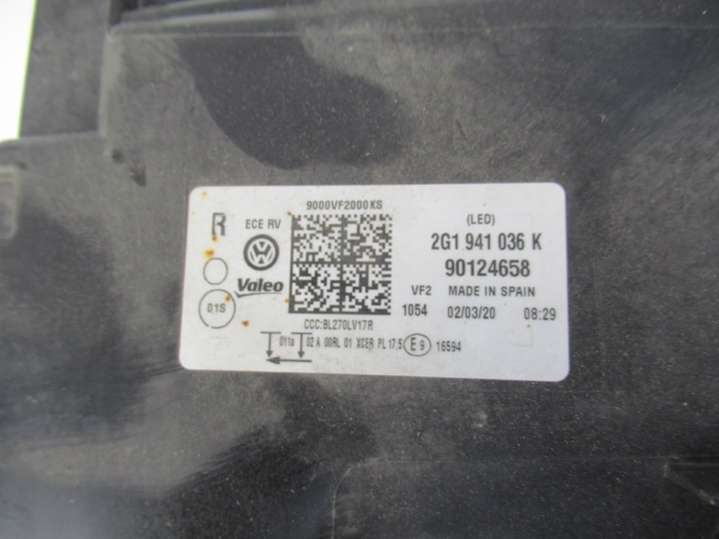 9000VF2000KS
R ECE RV
(LED)
2G1 941 036 K
90124658
Valeo
VF2 MADE IN SPAIN
01S
1054 02/03/20 08:29
CCC:BL270LV17R
011a 02 A 00RL 01 XCER PL 17,5 E9 16594